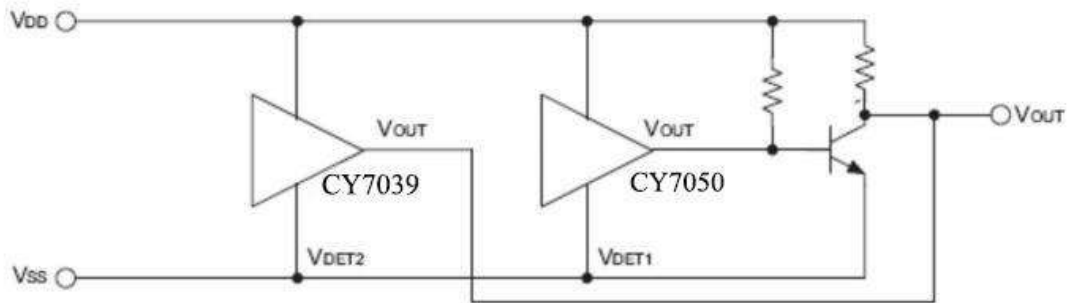 VDD
VOUT
VOUT
VOUT
CY7039
CY7050
VDET2
VDET1
VSS